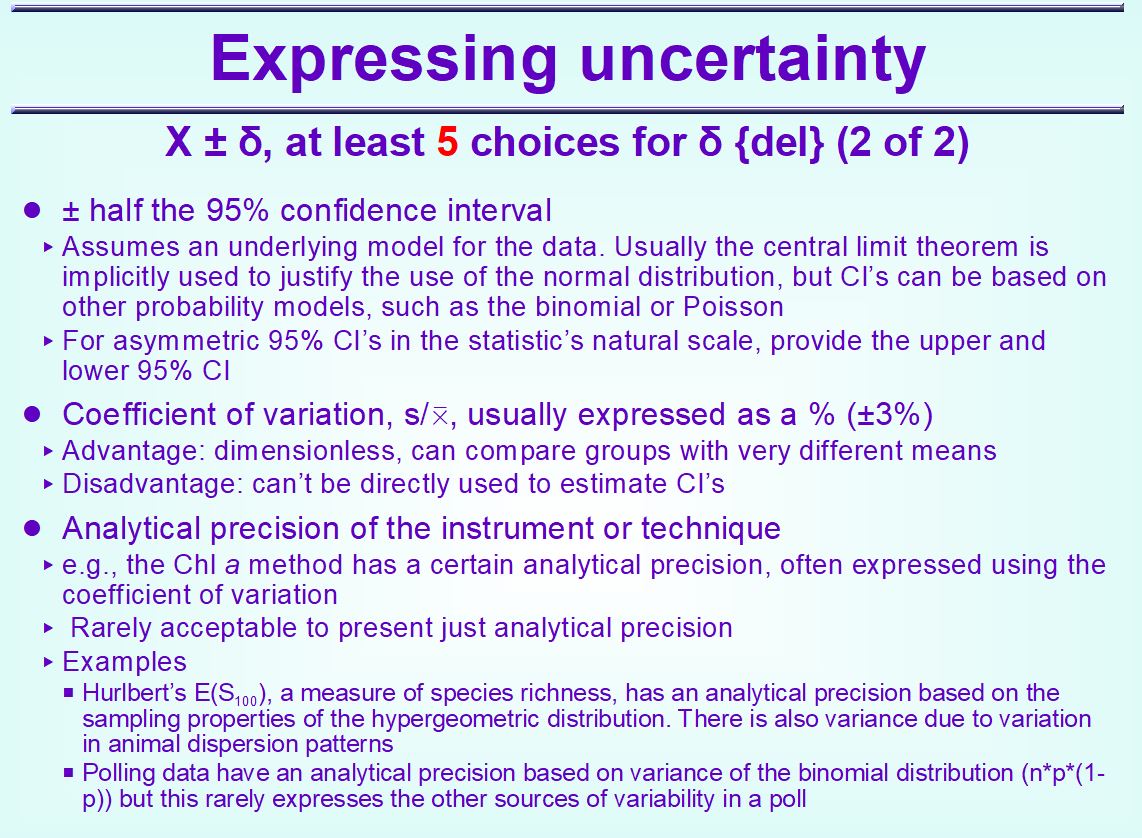 Expressing uncertainty
X ± δ, at least 5 choices for δ {del} (2 of 2)
● ± half the 95% confidence interval
▸ Assumes an underlying model for the data. Usually the central limit theorem is
implicitly used to justify the use of the normal distribution, but CI’s can be based on
other probability models, such as the binomial or Poisson
▸ For asymmetric 95% CI’s in the statistic’s natural scale, provide the upper and
lower 95% CI
● Coefficient of variation, s/x̅, usually expressed as a % (±3%)
▸ Advantage: dimensionless, can compare groups with very different means
▸ Disadvantage: can’t be directly used to estimate CI’s
● Analytical precision of the instrument or technique
▸ e.g., the Chl a method has a certain analytical precision, often expressed using the
coefficient of variation
▸ Rarely acceptable to present just analytical precision
▸ Examples
■ Hurlbert’s E(S₁₀₀), a measure of species richness, has an analytical precision based on the
sampling properties of the hypergeometric distribution. There is also variance due to variation
in animal dispersion patterns
■ Polling data have an analytical precision based on variance of the binomial distribution (n*p*(1-
p)) but this rarely expresses the other sources of variability in a poll